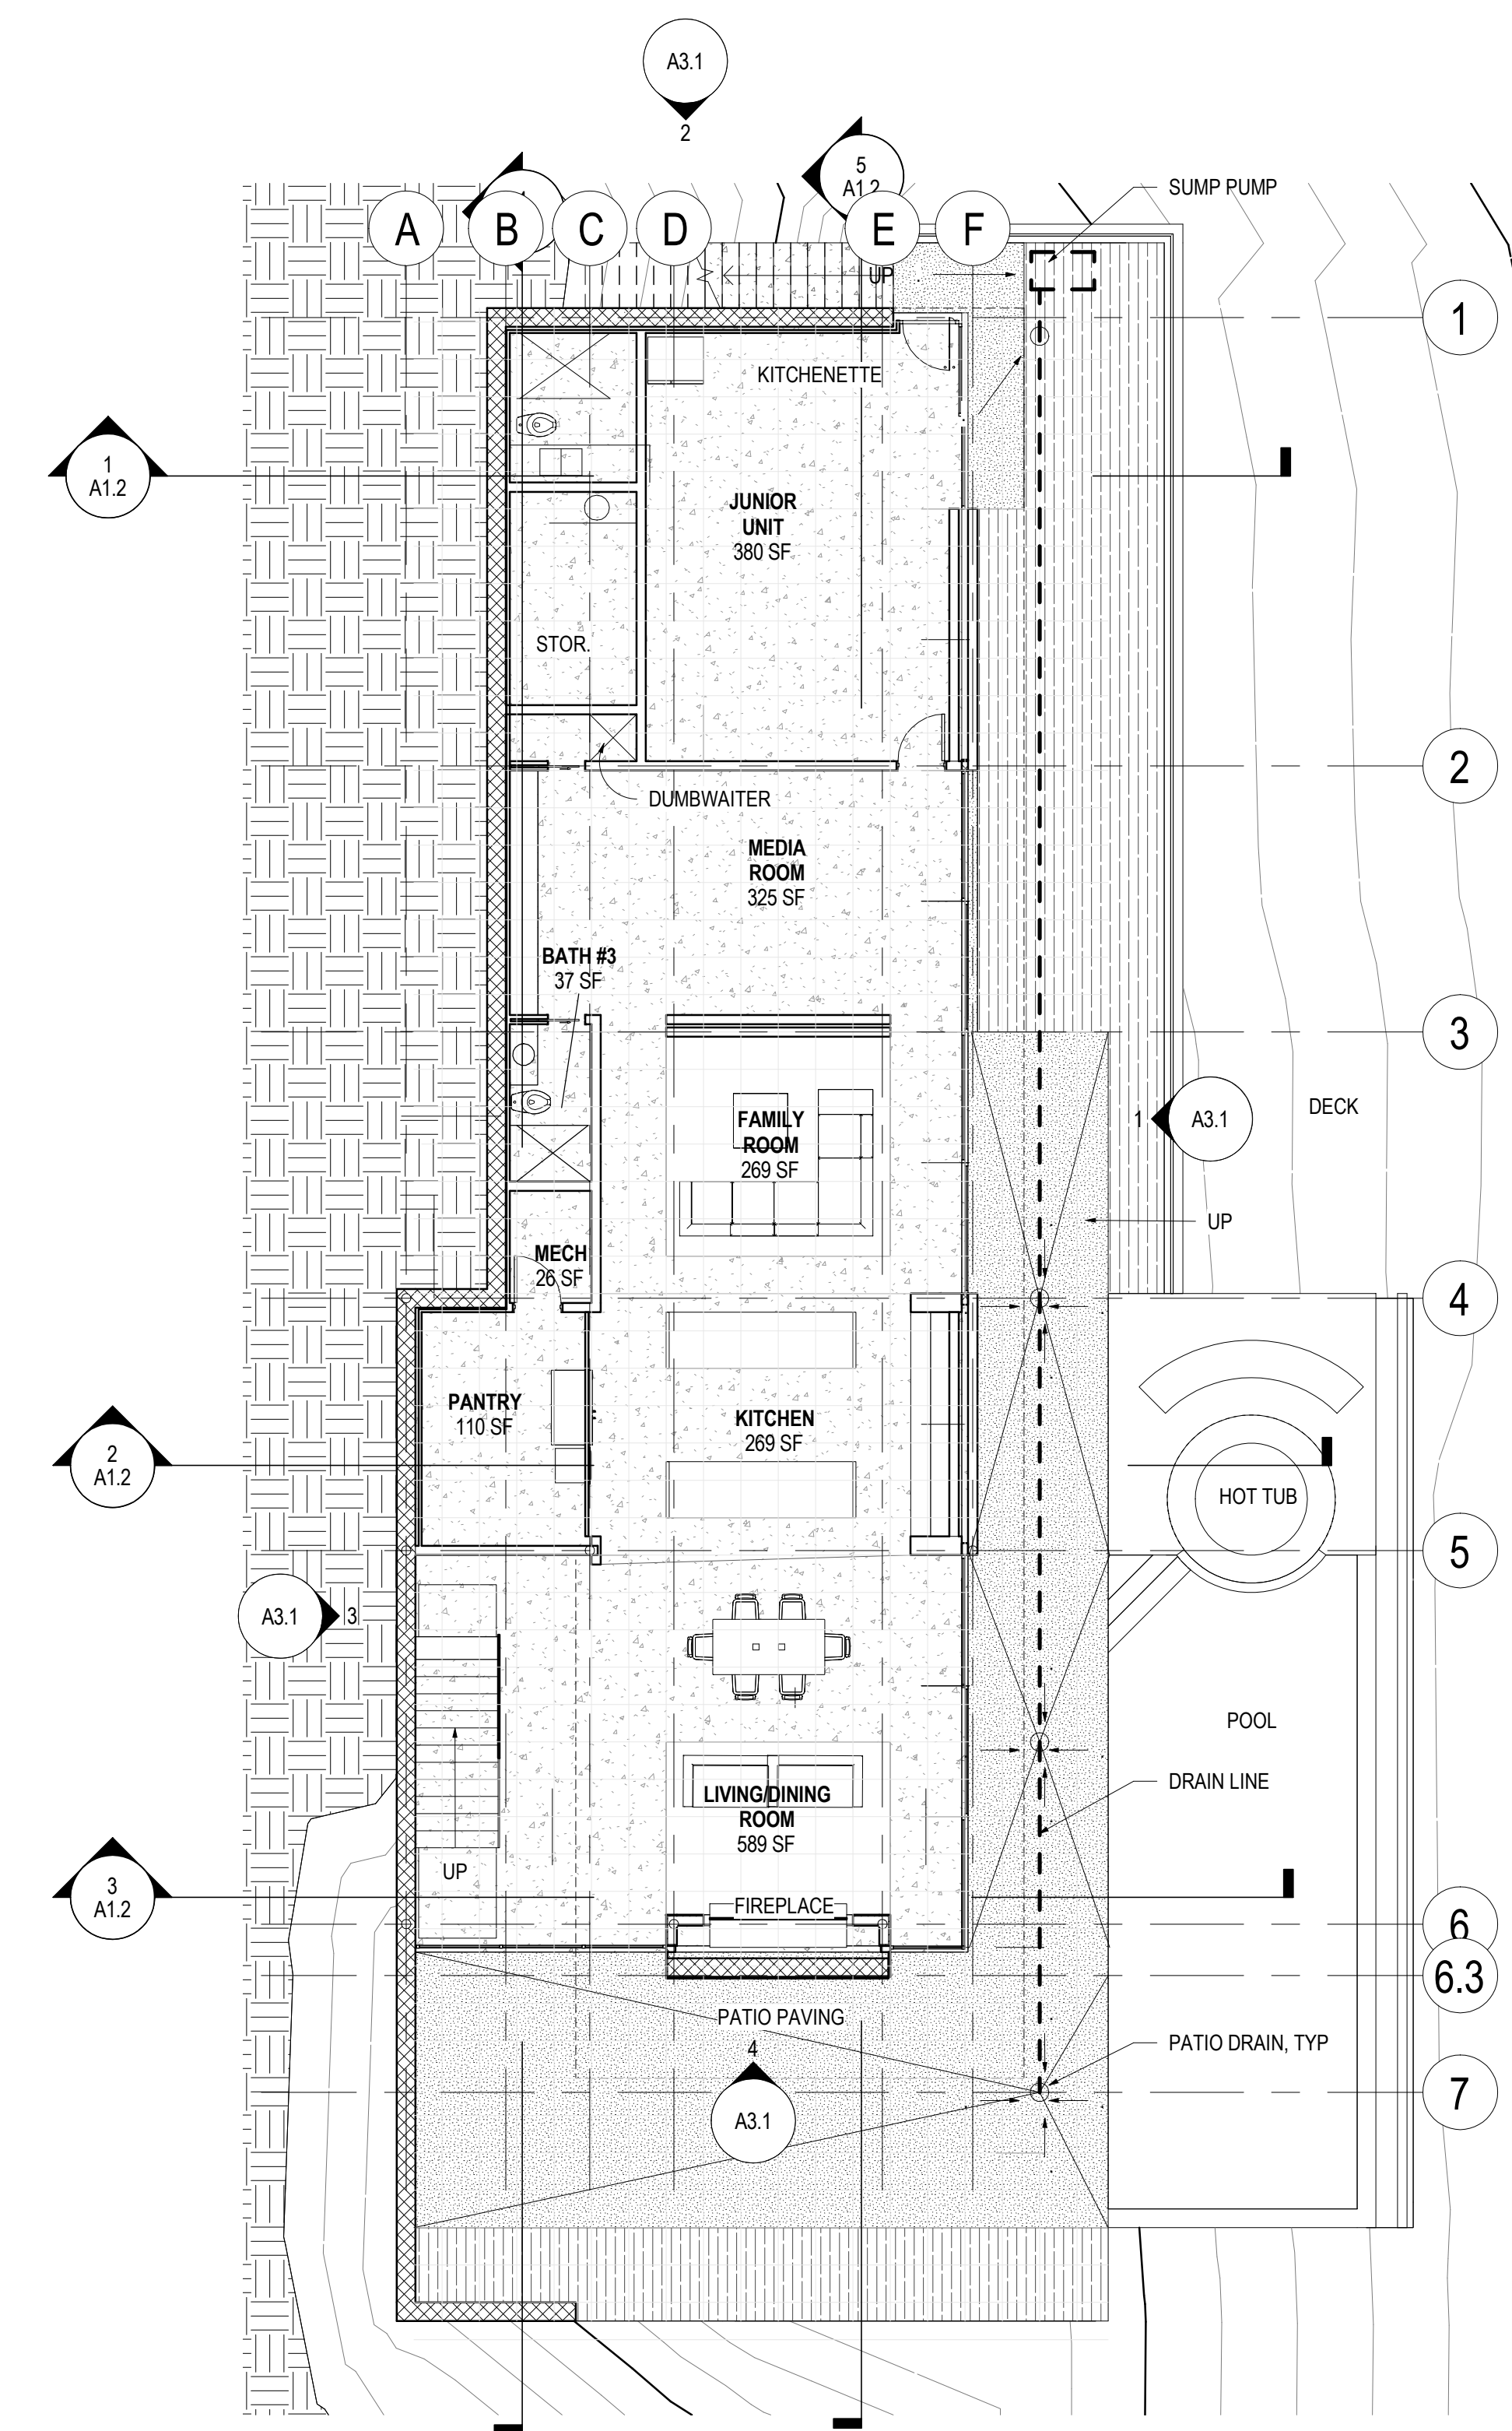 A3.1
2
5
A1.2
SUMP PUMP
A
B
C
D
E
F
UP
1
KITCHENETTE
1
A1.2
JUNIOR
UNIT
380 SF
STOR.
2
DUMBWAITER
MEDIA
ROOM
325 SF
BATH #3
37 SF
3
FAMILY
ROOM
269 SF
1
A3.1
DECK
UP
MECH
26 SF
4
PANTRY
110 SF
KITCHEN
269 SF
2
A1.2
HOT TUB
5
A3.1
3
POOL
DRAIN LINE
LIVING/DINING
ROOM
589 SF
UP
3
A1.2
FIREPLACE
6
6.3
PATIO PAVING
4
A3.1
PATIO DRAIN, TYP
7